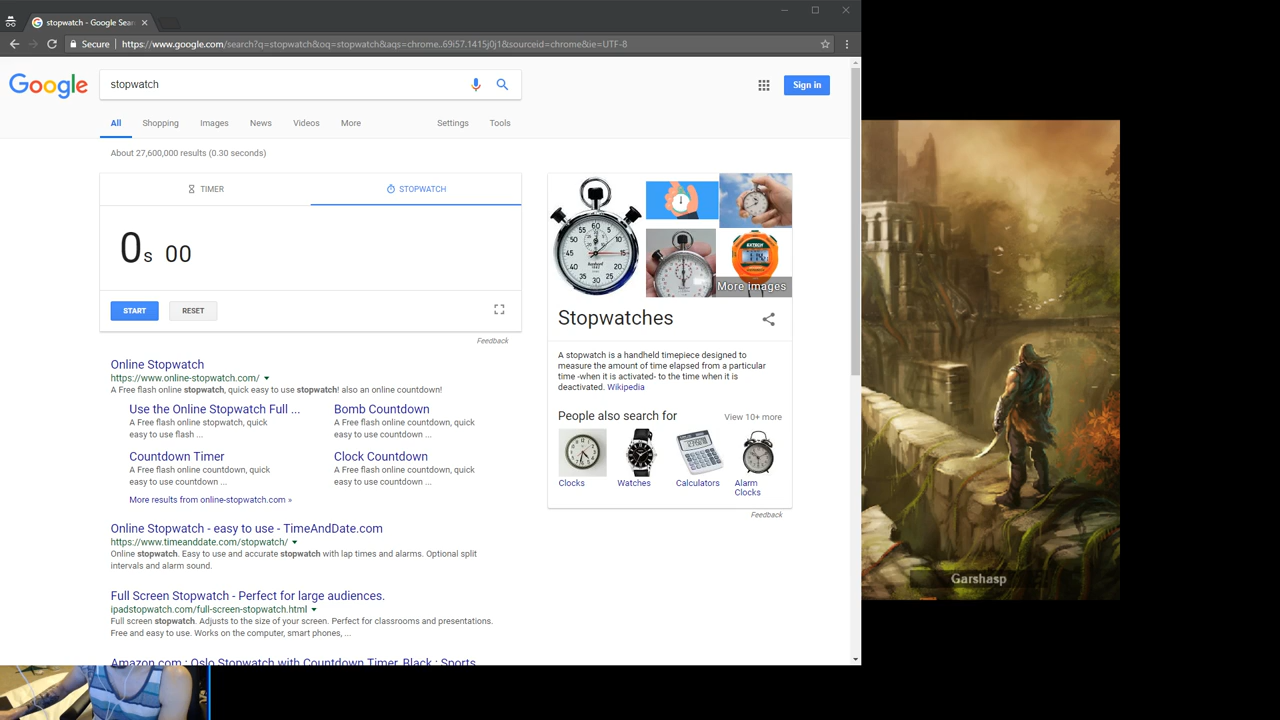 stopwatch - Google Sear
Secure
https://www.google.com/search?q=stopwatch&oq=stopwatch&aqs=chrome..69i57.1415j0j1&sourceid=chrome&ie=UTF-8
Google
stopwatch
Sign in
All
Shopping
Images
News
Videos
More
Settings
Tools
About 27,600,000 results (0.30 seconds)
TIMER
STOPWATCH
0s 00
START
RESET
Feedback
Online Stopwatch
https://www.online-stopwatch.com/
A Free flash online stopwatch, quick easy to use stopwatch! also an online countdown!
Use the Online Stopwatch Full ...
A Free flash online stopwatch, quick
easy to use flash ...
Bomb Countdown
A Free flash online countdown, quick
easy to use countdown ...
Countdown Timer
A Free flash online countdown, quick
easy to use countdown ...
Clock Countdown
A Free flash online countdown, quick
easy to use countdown ...
More results from online-stopwatch.com »
Online Stopwatch - easy to use - TimeAndDate.com
https://www.timeanddate.com/stopwatch/
Online stopwatch. Easy to use and accurate stopwatch with lap times and alarms. Optional split
intervals and alarm sound.
Full Screen Stopwatch - Perfect for large audiences.
ipadstopwatch.com/full-screen-stopwatch.html
Full screen stopwatch. Adjusts to the size of your screen. Perfect for classrooms and presentations.
Free and easy to use. Works on the computer, smart phones, ...
Amazon.com : Oslo Stopwatch with Countdown Timer, Black : Sports
More images
Stopwatches
A stopwatch is a handheld timepiece designed to
measure the amount of time elapsed from a particular
time -when it is activated- to the time when it is
deactivated. Wikipedia
People also search for
View 10+ more
Clocks
Watches
Calculators
Alarm
Clocks
Feedback
Garshasp